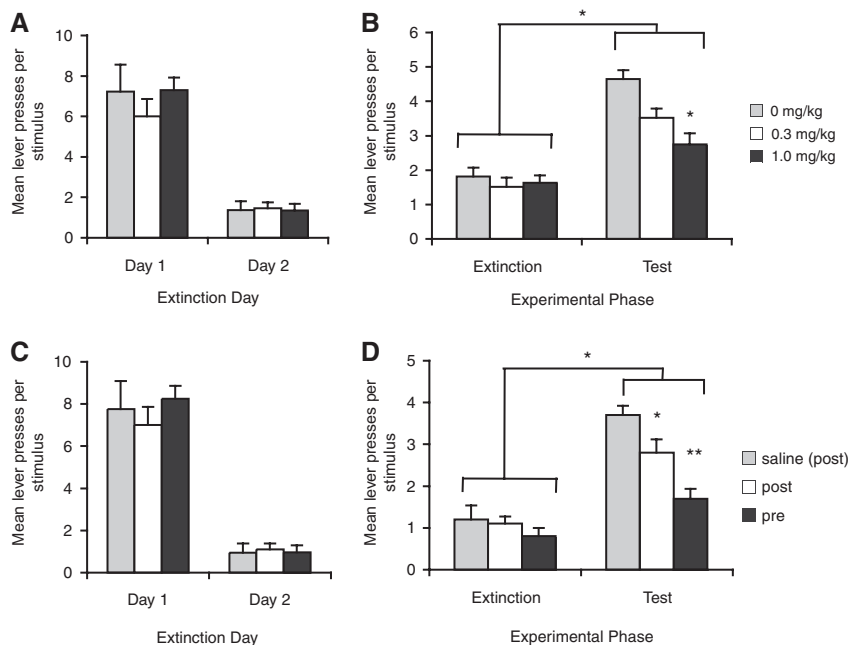 A
Mean lever presses per
stimulus
10
8
6
4
2
0
Day 1
Day 2
Extinction Day
B
*
Mean lever presses per
stimulus
6
5
4
3
2
1
0
*
Extinction
Test
Experimental Phase
0 mg/kg
0.3 mg/kg
1.0 mg/kg
C
Mean lever presses per
stimulus
10
8
6
4
2
0
Day 1
Day 2
Extinction Day
D
*
Mean lever presses per
stimulus
5
4
3
2
1
0
*
**
Extinction
Test
Experimental Phase
saline (post)
post
pre